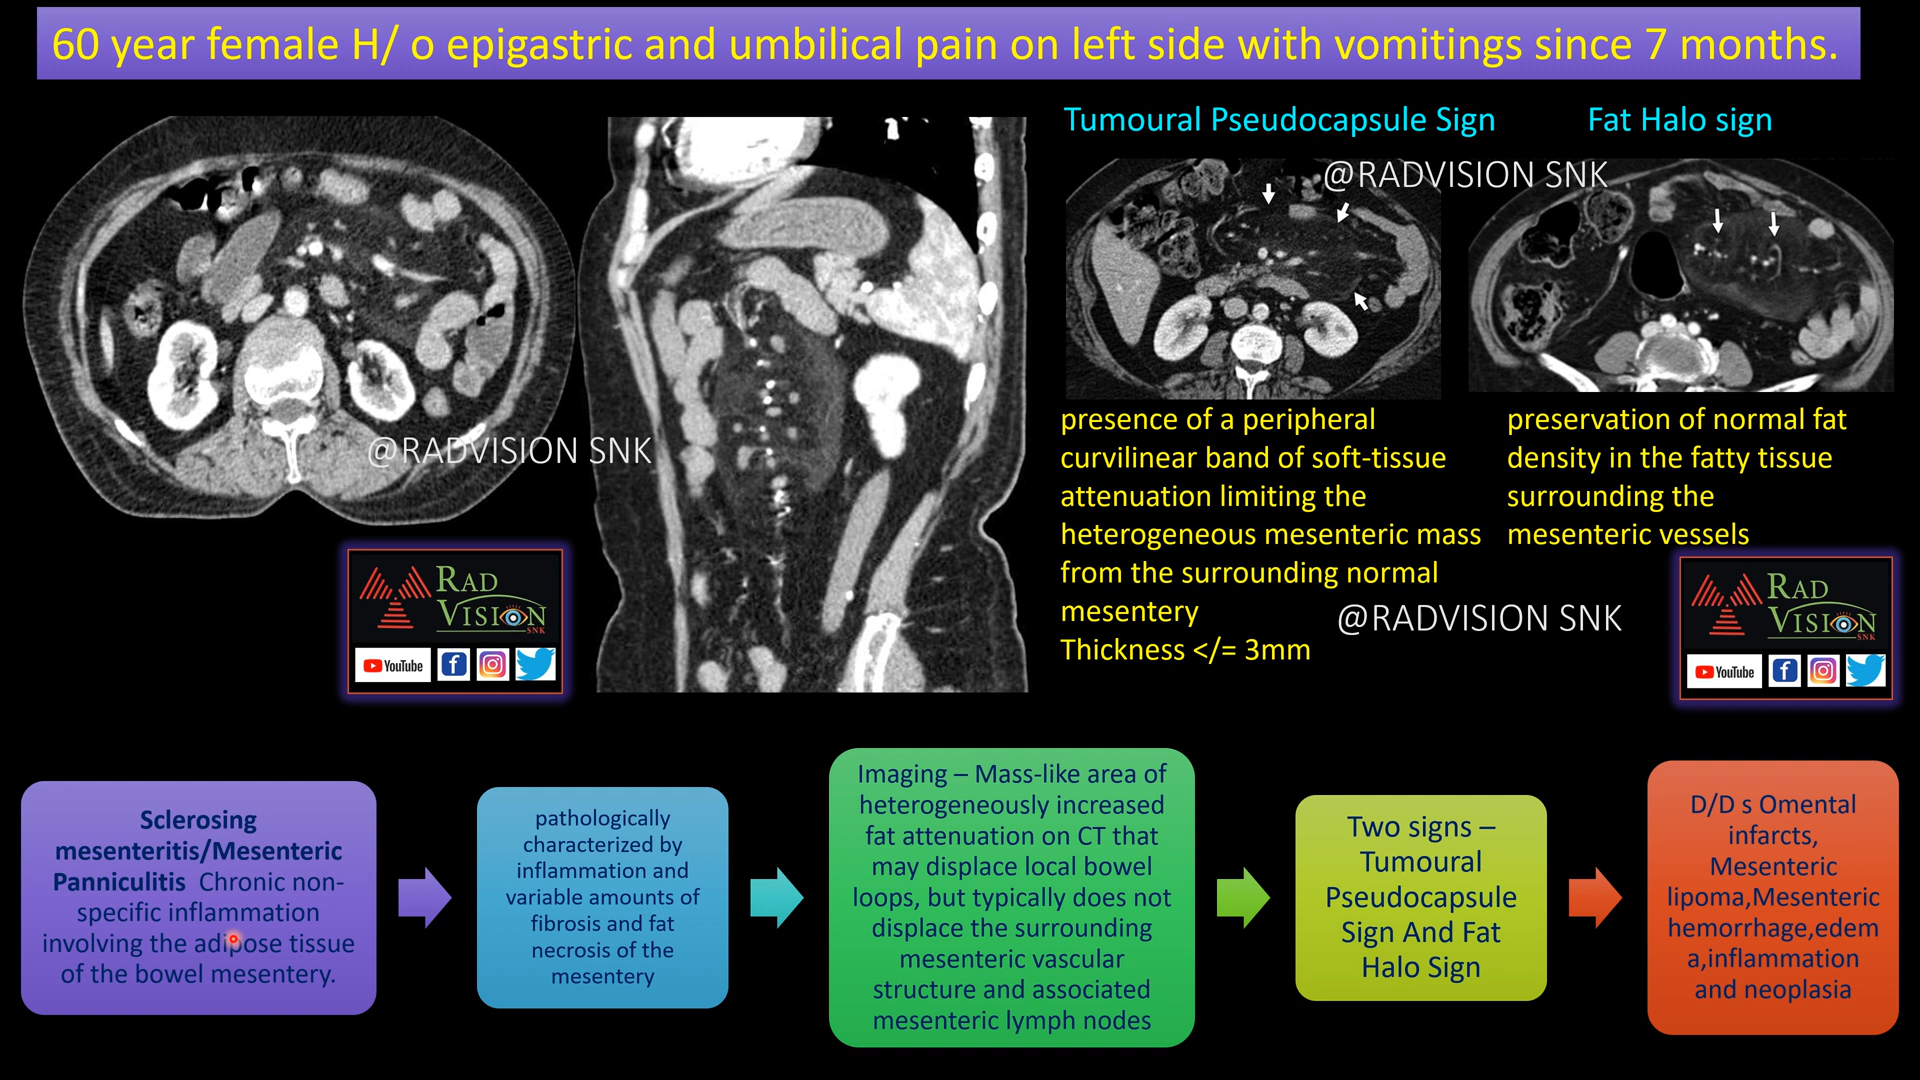 60 year female H/ o epigastric and umbilical pain on left side with vomitings since 7 months.
Tumoural Pseudocapsule Sign
Fat Halo sign
@RADVISION SNK
@RADVISION SNK
presence of a peripheral
curvilinear band of soft-tissue
attenuation limiting the
heterogeneous mesenteric mass
from the surrounding normal
mesentery
Thickness </= 3mm
preservation of normal fat
density in the fatty tissue
surrounding the
mesenteric vessels
@RADVISION SNK
RAD
VISION
SNK
YouTube
RAD
VISION
SNK
YouTube
Sclerosing
mesenteritis/Mesenteric
Panniculitis Chronic non-
specific inflammation
involving the adipose tissue
of the bowel mesentery.
pathologically
characterized by
inflammation and
variable amounts of
fibrosis and fat
necrosis of the
mesentery
Imaging – Mass-like area of
heterogeneously increased
fat attenuation on CT that
may displace local bowel
loops, but typically does not
displace the surrounding
mesenteric vascular
structure and associated
mesenteric lymph nodes
Two signs –
Tumoural
Pseudocapsule
Sign And Fat
Halo Sign
D/D s Omental
infarcts,
Mesenteric
lipoma,Mesenteric
hemorrhage,edem
a,inflammation
and neoplasia